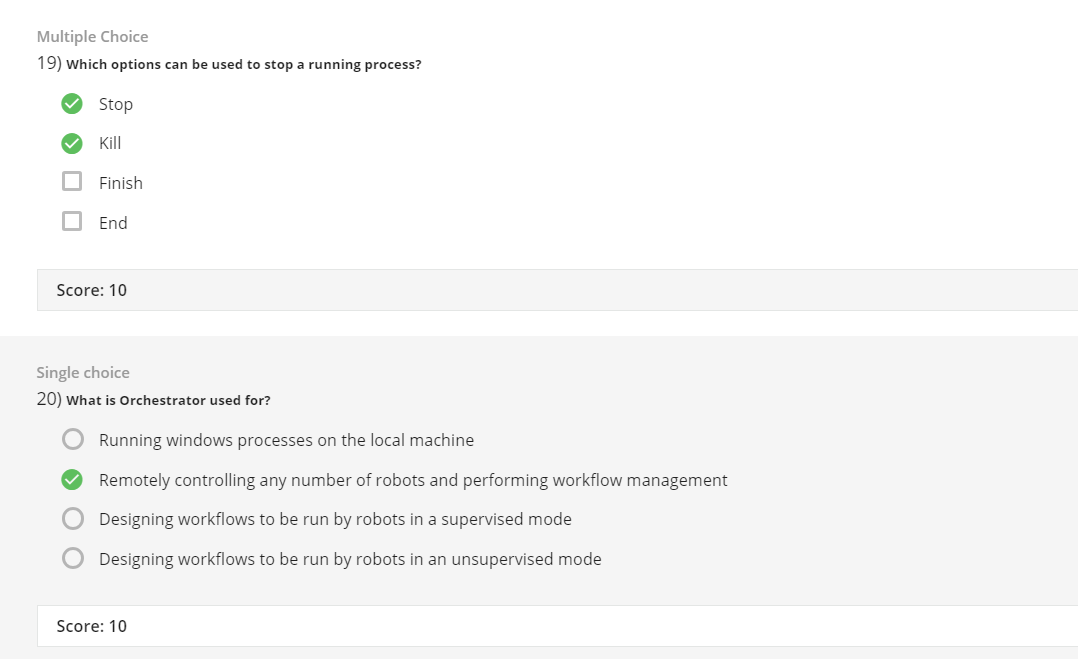 Multiple Choice
19) Which options can be used to stop a running process?
Stop
Kill
Finish
End
Score: 10
Single choice
20) What is Orchestrator used for?
Running windows processes on the local machine
Remotely controlling any number of robots and performing workflow management
Designing workflows to be run by robots in a supervised mode
Designing workflows to be run by robots in an unsupervised mode
Score: 10